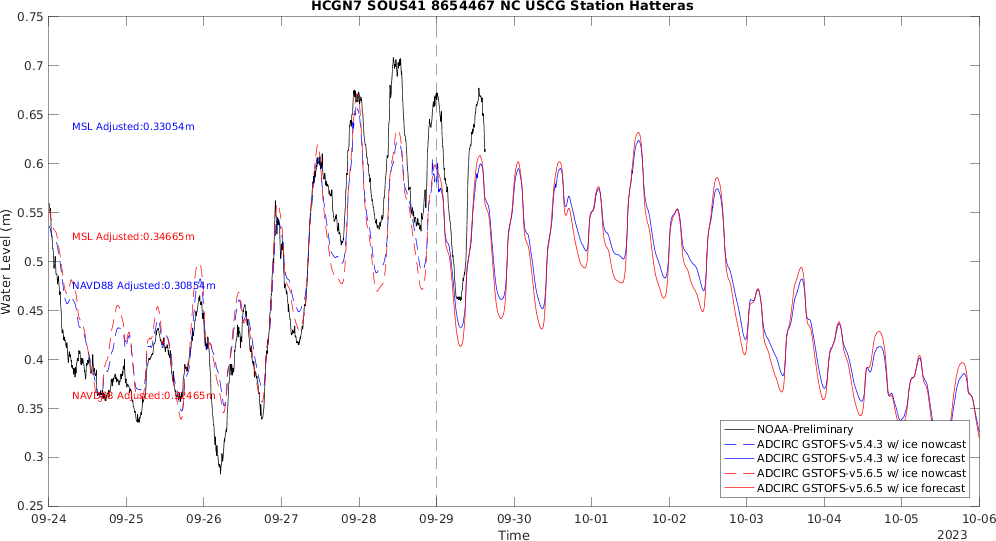 HCGN7 SOUS41 8654467 NC USCG Station Hatteras
0.75
0.7
0.65
0.6
0.55
0.5
0.45
0.4
0.35
0.3
0.25
Water Level (m)
MSL Adjusted:0.33054m
MSL Adjusted:0.34665m
NAVD88 Adjusted:0.30854m
NAVD88 Adjusted:0.32465m
NOAA-Preliminary
ADCIRC GSTOFS-v5.4.3 w/ ice nowcast
ADCIRC GSTOFS-v5.4.3 w/ ice forecast
ADCIRC GSTOFS-v5.6.5 w/ ice nowcast
ADCIRC GSTOFS-v5.6.5 w/ ice forecast
09-24 09-25 09-26 09-27 09-28 09-29 09-30 10-01 10-02 10-03 10-04 10-05 10-06
Time
2023